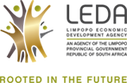 LEDA
LIMPOPO ECONOMIC
DEVELOPMENT AGENCY
AN AGENCY OF THE LIMPOPO
PROVINCIAL GOVERNMENT
REPUBLIC OF SOUTH AFRICA
ROOTED IN THE FUTURE